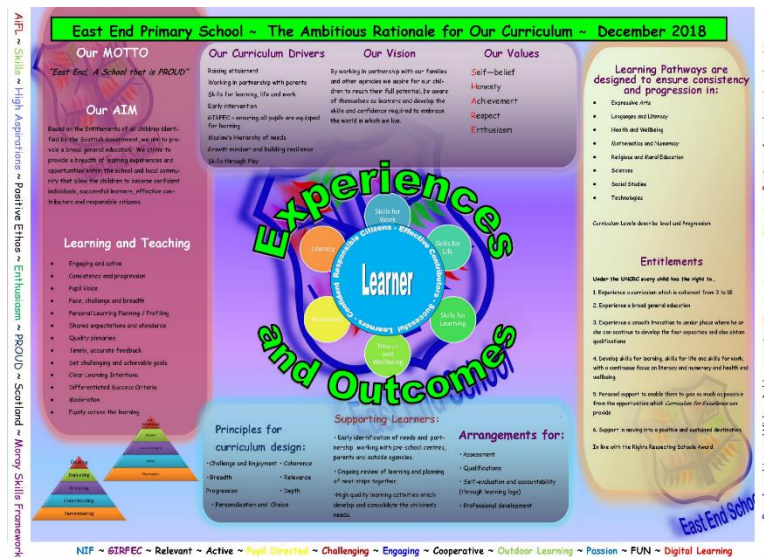 East End Primary School ~ The Ambitious Rationale for Our Curriculum ~ December 2018
AifL ~ Skills ~ High Aspirations ~ Positive Ethos ~ Enthusiasm ~ PROUD ~ Scotland ~ Moray Skills Framework
Our MOTTO
"East End, A School that is PROUD"
Our AIM
Based on the Entitlements of all children identi-
fied by the Scottish Government, we aim to pro-
vide a broad general education. We strive to
provide a breadth of learning experiences and
opportunities within the school and local commu-
nity that allow the children to become confident
individuals, successful learners, effective con-
tributors and responsible citizens.
Learning and Teaching
• Engaging and active
• Consistency and progression
• Pupil Voice
• Pace, challenge and breadth
• Personal Learning Planning / Profiling
• Shared expectations and standards
• Quality plenaries
• Timely, accurate feedback
• Set challenging and achievable goals
• Clear Learning Intentions
• Differentiated Success Criteria
• Moderation
• Equity across the learning
Creating
Evaluating
Analysing
Understanding
Remembering
Our Curriculum Drivers
Raising attainment
Working in partnership with parents
Skills for learning, life and work
Early intervention
GIRFEC - ensuring all pupils are equipped
for learning
Maslow's Hierarchy of needs
Growth mindset and building resilience
Skills through Play
Our Vision
By working in partnership with our families
and other agencies we aspire for our chil-
dren to reach their full potential, be aware
of themselves as learners and develop the
skills and confidence required to embrace
the world in which we live.
Our Values
Self—belief
Honesty
Achievement
Respect
Enthusiasm
Experiences
and Outcomes
Skills for
Work
Skills for
Life
Skills for
Learning
Health
and
Wellbeing
Numeracy
Literacy
Learner
Responsible Citizens - Effective Contributors - Successful Learners - Confident
Principles for
curriculum design:
• Challenge and Enjoyment • Coherence
• Breadth • Relevance
Progression • Depth
• Personalisation and Choice
Supporting Learners:
• Early identification of needs and part-
nership working with pre-school centres,
parents and outside agencies.
• Ongoing review of learning and planning
of next steps together.
•High quality learning activities which
develop and consolidate the children's
needs.
Arrangements for:
• Assessment
• Qualifications
• Self-evaluation and accountability
(through learning logs)
• Professional development
Learning Pathways are
designed to ensure consistency
and progression in:
• Expressive Arts
• Languages and Literacy
• Health and Wellbeing
• Mathematics and Numeracy
• Religious and Moral Education
• Sciences
• Social Studies
• Technologies
Curriculum Levels describe level and Progression
Entitlements
Under the UNCRC every child has the right to...
1. Experience a curriculum which is coherent from 3 to 18
2. Experience a broad general education
3. Experience a smooth transition to senior phase where he or
she can continue to develop the four capacities and also obtain
qualifications
4. Develop skills for learning, skills for life and skills for work,
with a continuous focus on literacy and numeracy and health and
wellbeing
5. Personal support to enable them to gain as much as possible
from the opportunities which Curriculum for Excellence can
provide
6. Support in moving into a positive and sustained destination
In line with the Rights Respecting Schools Award
East End School
NIF ~ GIRFEC ~ Relevant ~ Active ~ Pupil Directed ~ Challenging ~ Engaging ~ Cooperative ~ Outdoor Learning ~ Passion ~ FUN ~ Digital Learning